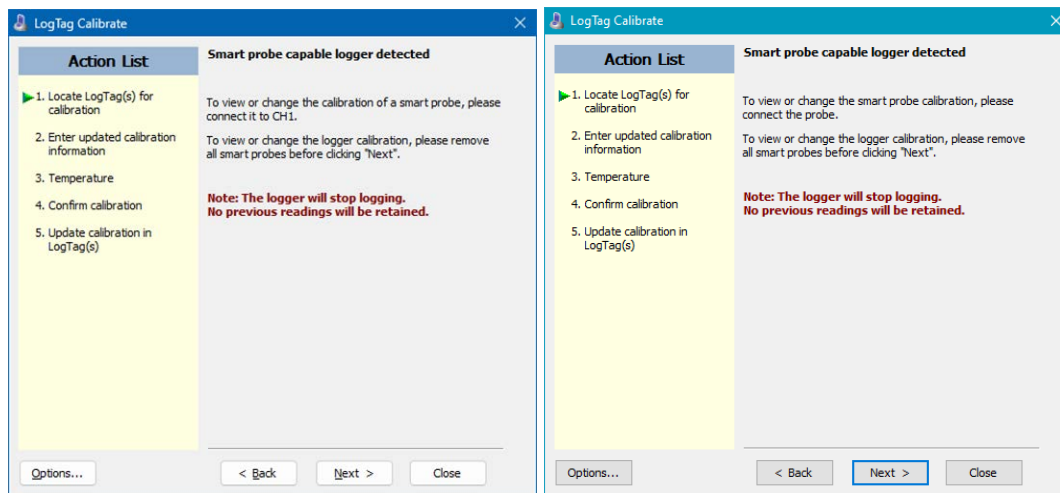 LogTag Calibrate
Action List
1. Locate LogTag(s) for
calibration
2. Enter updated calibration
information
3. Temperature
4. Confirm calibration
5. Update calibration in
LogTag(s)
Smart probe capable logger detected
To view or change the calibration of a smart probe, please
connect it to CH1.
To view or change the logger calibration, please remove
all smart probes before clicking "Next".
Note: The logger will stop logging.
No previous readings will be retained.
Options...
< Back
Next >
Close
LogTag Calibrate
Action List
1. Locate LogTag(s) for
calibration
2. Enter updated calibration
information
3. Temperature
4. Confirm calibration
5. Update calibration in
LogTag(s)
Smart probe capable logger detected
To view or change the smart probe calibration, please
connect the probe.
To view or change the logger calibration, please remove
all smart probes before clicking "Next".
Note: The logger will stop logging.
No previous readings will be retained.
Options...
< Back
Next >
Close